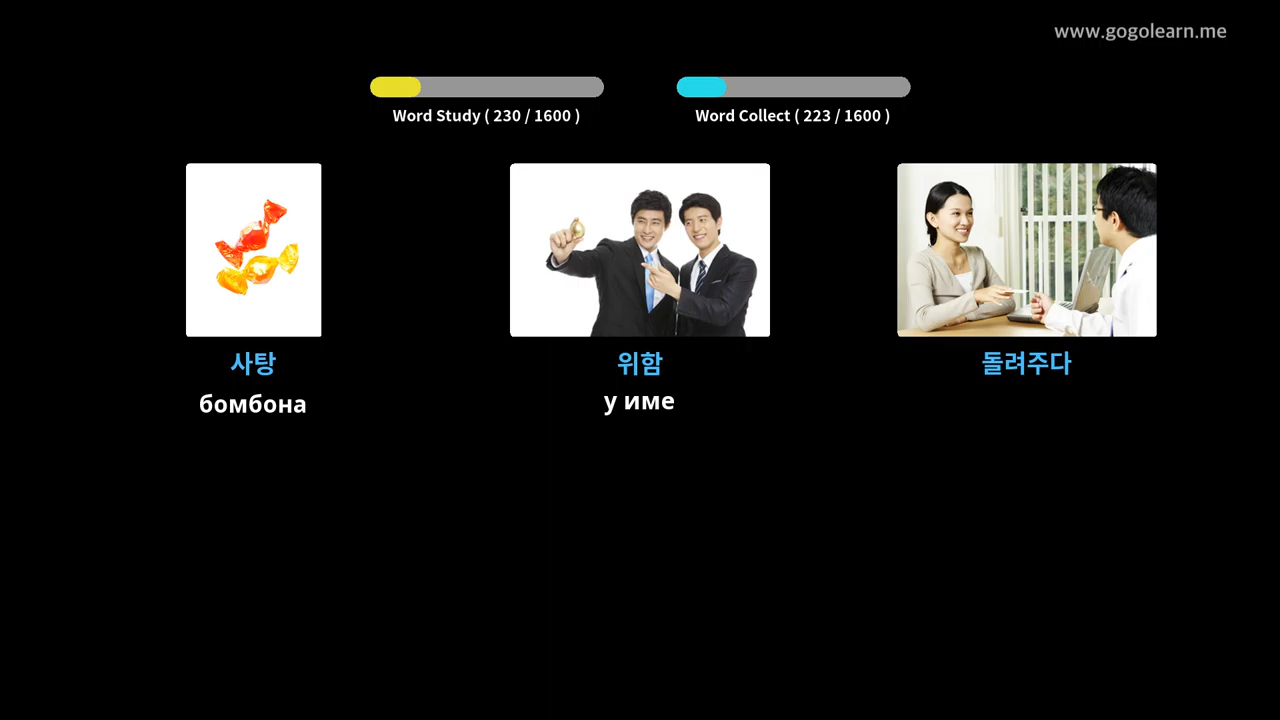 www.gogolearn.me
Word Study ( 230 / 1600 )
Word Collect ( 223 / 1600 )
사탕
위함
돌려주다
бомбона
у име